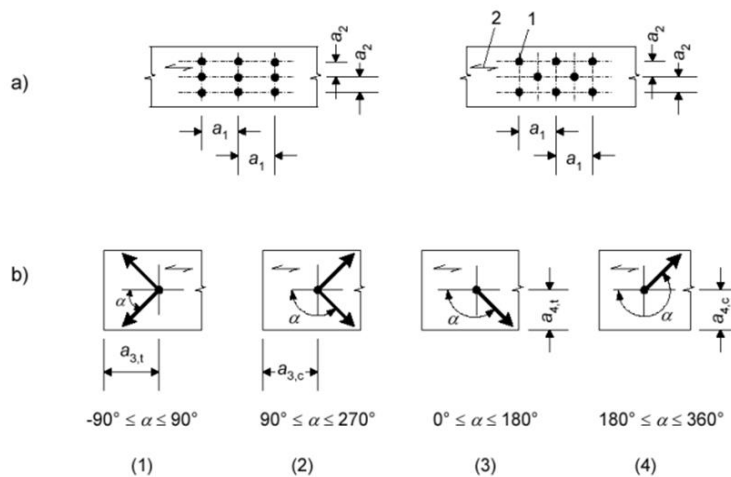 2 1
a₂ a₂
a₂ a₂
a)
a₁ a₁
a₁ a₁
b)
α α α α
a₄,t a₄,c
a₃,t a₃,c
-90° ≤ α ≤ 90° 90° ≤ α ≤ 270° 0° ≤ α ≤ 180° 180° ≤ α ≤ 360°
(1) (2) (3) (4)